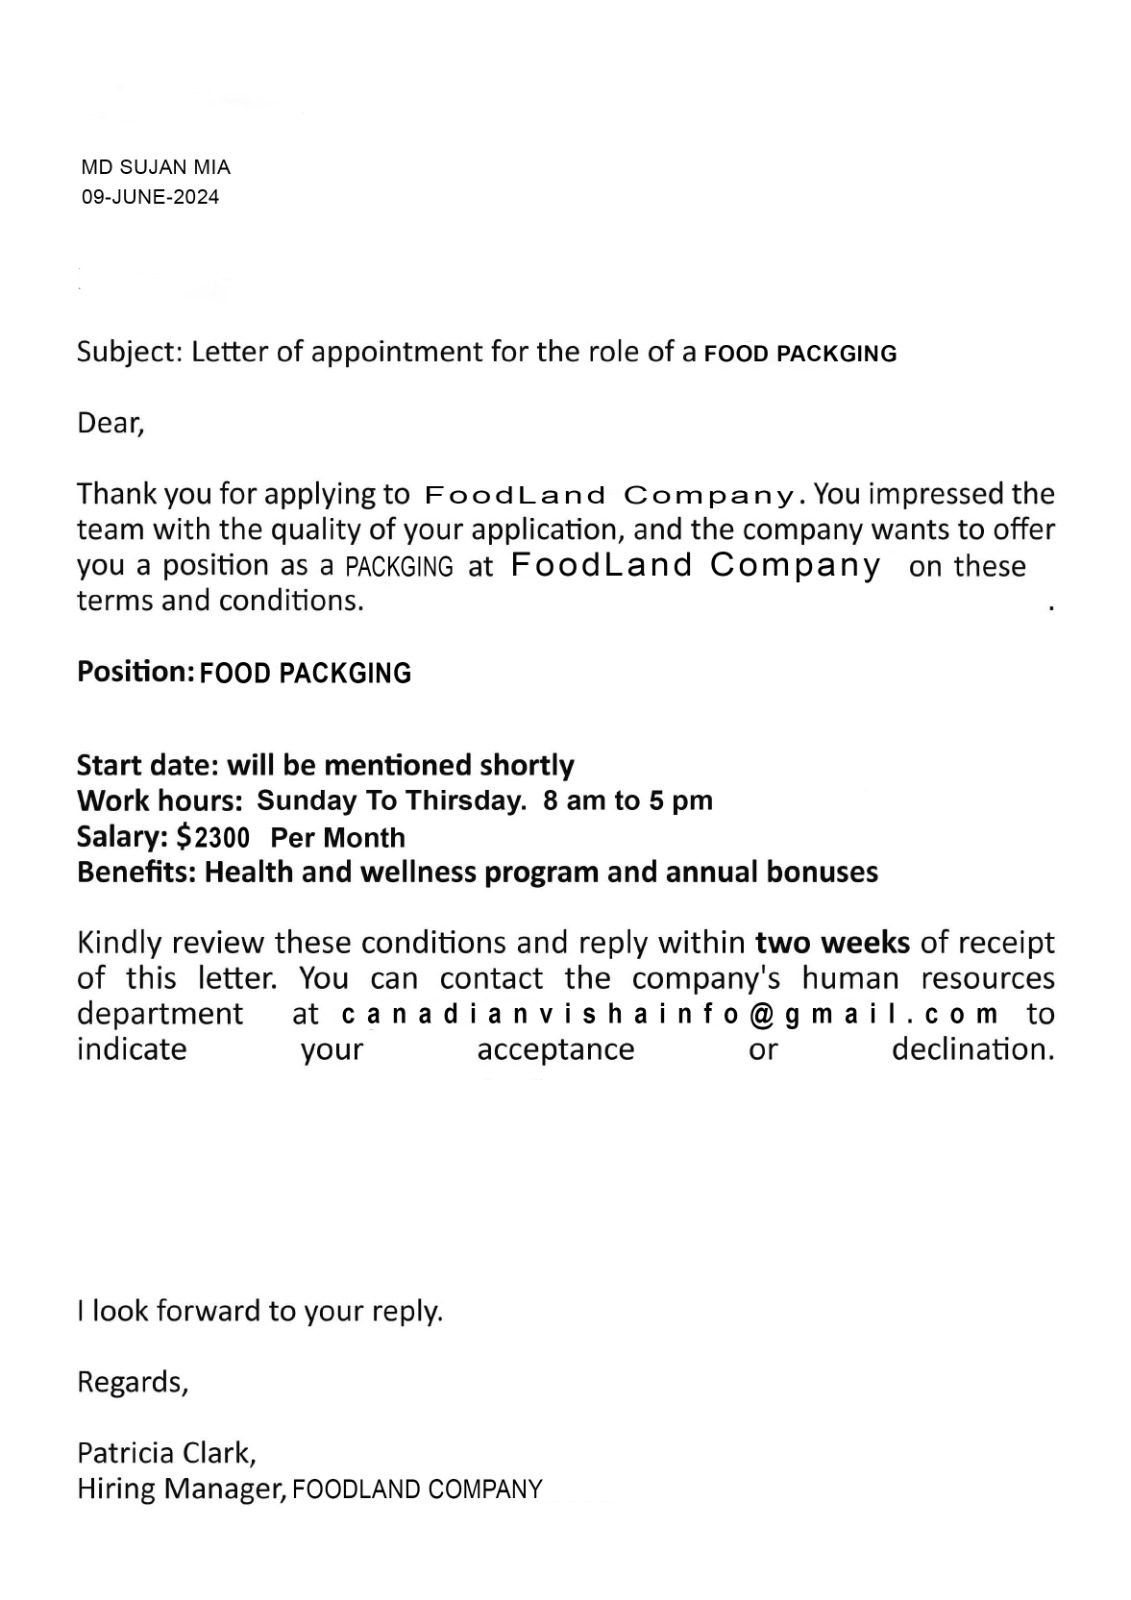 MD SUJAN MIA
09-JUNE-2024
Subject: Letter of appointment for the role of a FOOD PACKGING
Dear,
Thank you for applying to FoodLand Company. You impressed the
team with the quality of your application, and the company wants to offer
you a position as a PACKGING at FoodLand Company on these
terms and conditions. .
Position: FOOD PACKGING
Start date: will be mentioned shortly
Work hours: Sunday To Thirsday. 8 am to 5 pm
Salary: $2300 Per Month
Benefits: Health and wellness program and annual bonuses
Kindly review these conditions and reply within two weeks of receipt
of this letter. You can contact the company's human resources
department at canadianvishainfo@gmail.com to
indicate your acceptance or declination.
I look forward to your reply.
Regards,
Patricia Clark,
Hiring Manager, FOODLAND COMPANY